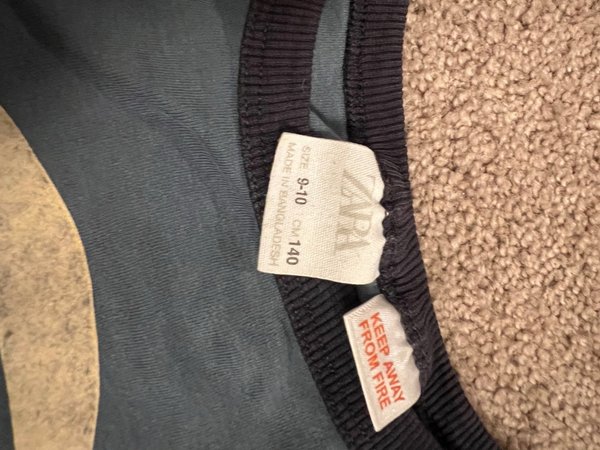 ZARA
SIZE 9-10 CM 140
MADE IN BANGLADESH
KEEP AWAY
FROM FIRE